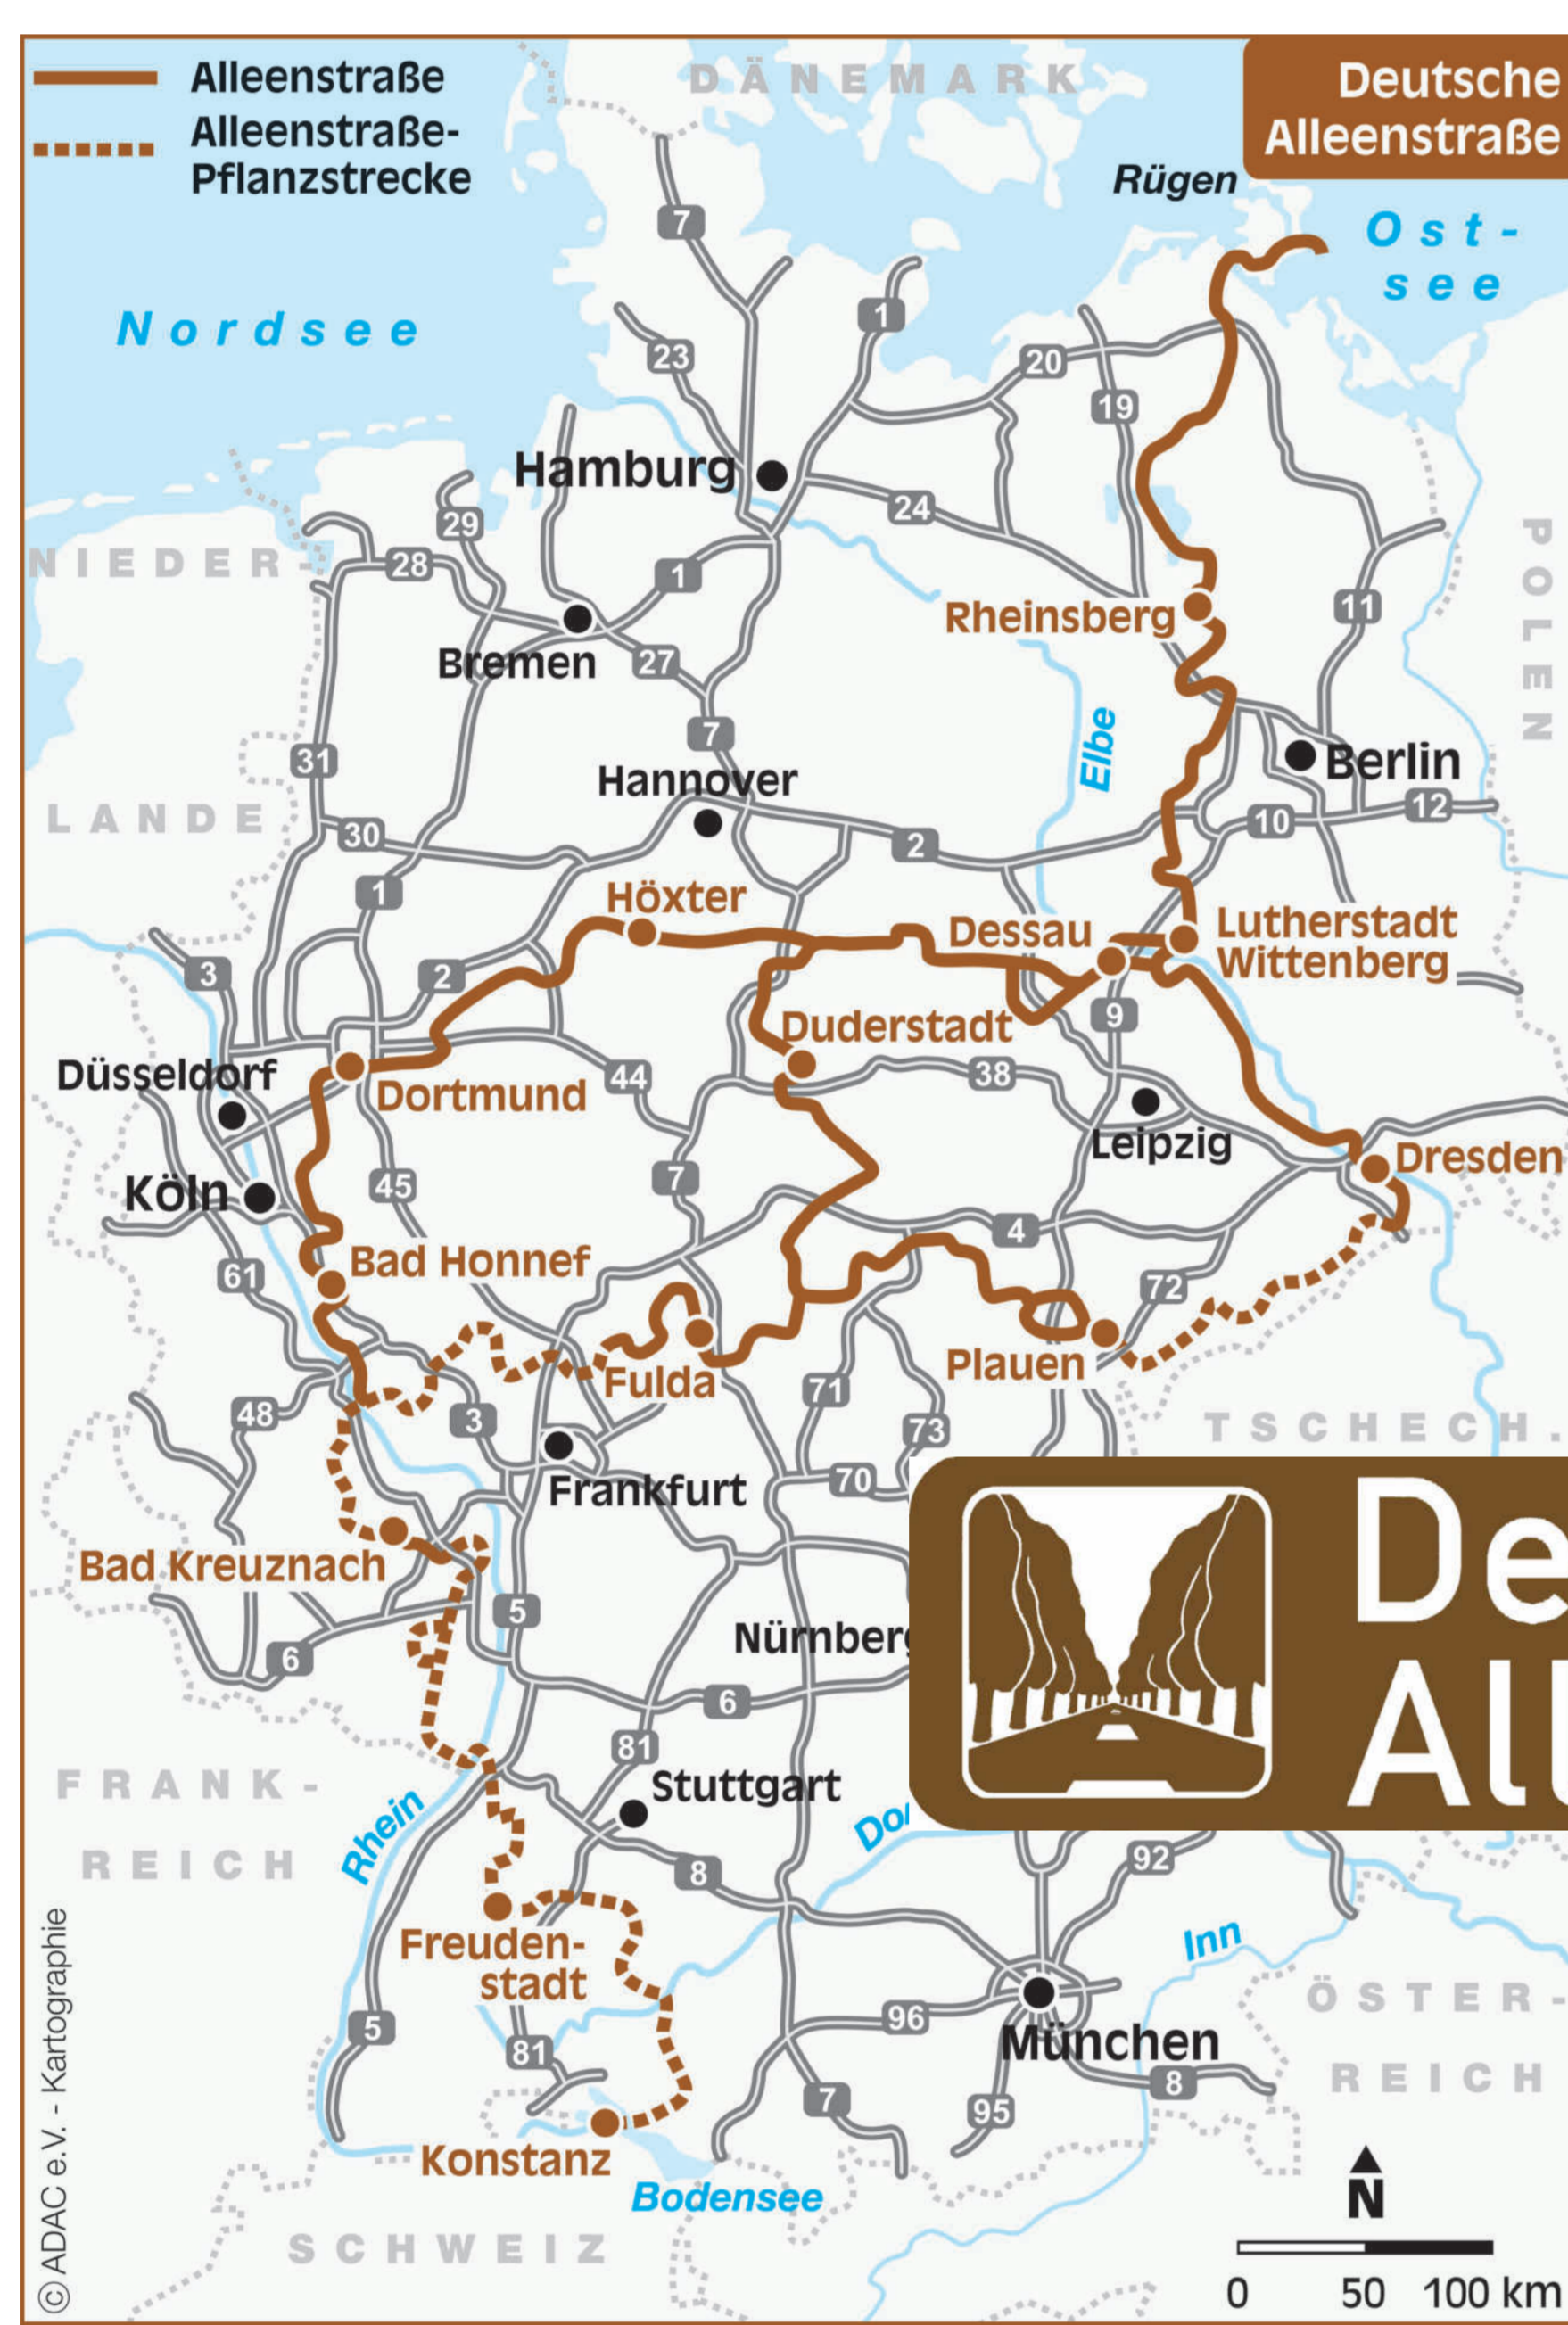 Alleenstraße
Alleenstraße-
Pflanzstrecke
DÄNEMARK
Deutsche
Alleenstraße
Rügen
Ost-
see
Nordsee
7
1
23
20
19
Hamburg
24
29
NIEDER-
28
1
POLEN
Rheinsberg
11
Bremen
27
7
Elbe
31
Hannover
Berlin
LANDE
30
2
10
12
1
Höxter
Dessau
Lutherstadt
Wittenberg
3
2
9
Duderstadt
Düsseldorf
Dortmund
44
38
Leipzig
Köln
45
7
Dresden
4
61
Bad Honnef
72
Plauen
Fulda
71
48
3
73
TSCHECH.
Frankfurt
70
De
Bad Kreuznach
5
Nürnberg
6
6
All
81
FRANK-
Stuttgart
REICH
Rhein
Do
8
92
Freuden-
stadt
Inn
ÖSTER-
5
96
81
München
REICH
7
95
8
Konstanz
Bodensee
N
SCHWEIZ
0 50 100 km
© ADAC e.V. - Kartographie